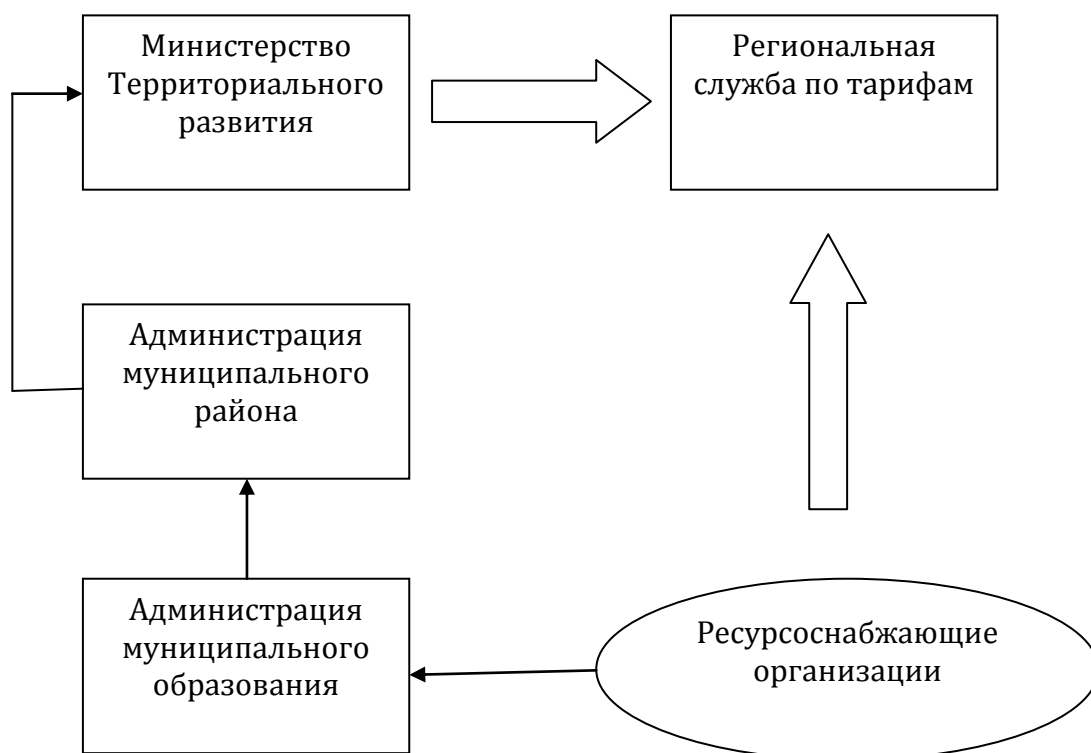 Министерство
Территориального
развития
Региональная
служба по тарифам
Администрация
муниципального
района
Администрация
муниципального
образования
Ресурсоснабжающие
организации